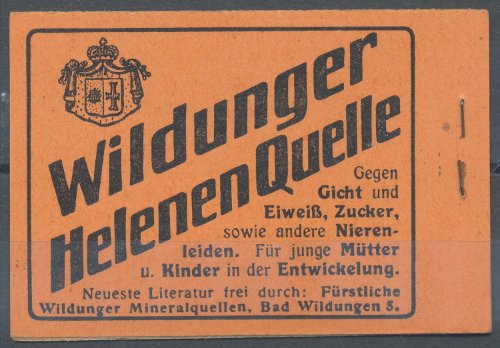 Wildunger
Helenen Quelle
Gegen
Gicht und
Eiweiß, Zucker,
sowie andere Nieren-
leiden. Für junge Mütter
u. Kinder in der Entwickelung.
Neueste Literatur frei durch: Fürstliche
Wildunger Mineralquellen, Bad Wildungen 5.